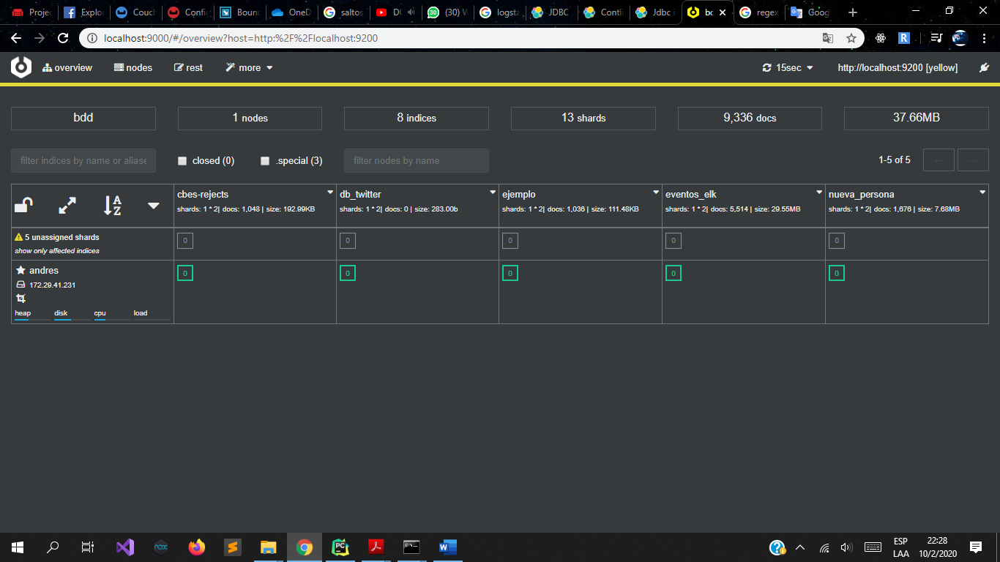 Projec
Explo
Couch
Config
Boun
OneD
saltos
DO
(30) W
logsta
JDBC
Conti
Jdbc i
bc
regex
Goog
localhost:9000/#/overview?host=http:%2F%2Flocalhost:9200
overview
nodes
rest
more
15sec
http://localhost:9200 [yellow]
bdd
1 nodes
8 indices
13 shards
9,336 docs
37.66MB
filter indices by name or aliase
closed (0)
.special (3)
filter nodes by name
1-5 of 5
cbes-rejects
shards: 1 * 2| docs: 1,048 | size: 192.99KB
db_twitter
shards: 1 * 2| docs: 0 | size: 283.00b
ejemplo
shards: 1 * 2| docs: 1,036 | size: 111.48KB
eventos_elk
shards: 1 * 2| docs: 5,514 | size: 29.55MB
nueva_persona
shards: 1 * 2| docs: 1,676 | size: 7.68MB
5 unassigned shards
show only affected indices
0
0
0
0
0
andres
172.29.41.231
heap disk cpu load
0
0
0
0
0
ESP
LAA
22:28
10/2/2020